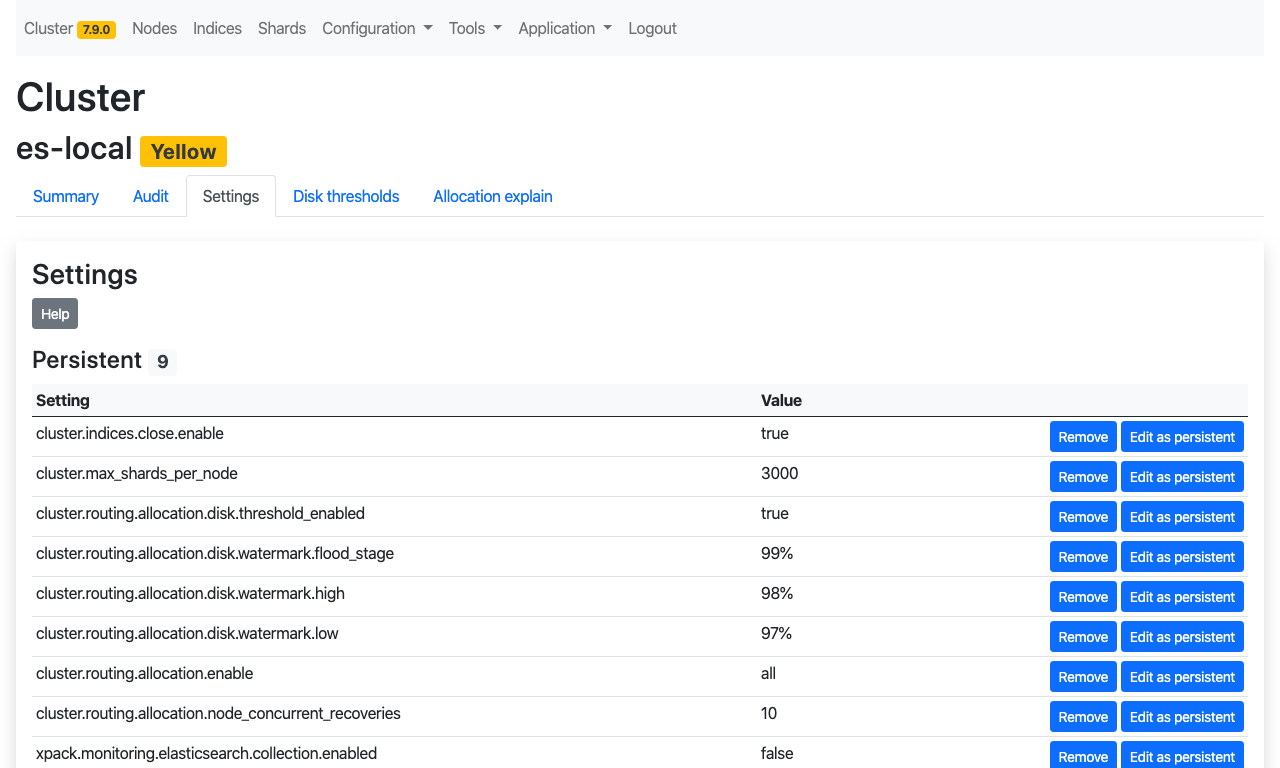 Cluster 7.9.0 Nodes Indices Shards Configuration Tools Application Logout
Cluster
es-local Yellow
Summary Audit Settings Disk thresholds Allocation explain
Settings
Help
Persistent 9
Setting Value
cluster.indices.close.enable true Remove Edit as persistent
cluster.max_shards_per_node 3000 Remove Edit as persistent
cluster.routing.allocation.disk.threshold_enabled true Remove Edit as persistent
cluster.routing.allocation.disk.watermark.flood_stage 99% Remove Edit as persistent
cluster.routing.allocation.disk.watermark.high 98% Remove Edit as persistent
cluster.routing.allocation.disk.watermark.low 97% Remove Edit as persistent
cluster.routing.allocation.enable all Remove Edit as persistent
cluster.routing.allocation.node_concurrent_recoveries 10 Remove Edit as persistent
xpack.monitoring.elasticsearch.collection.enabled false Remove Edit as persistent